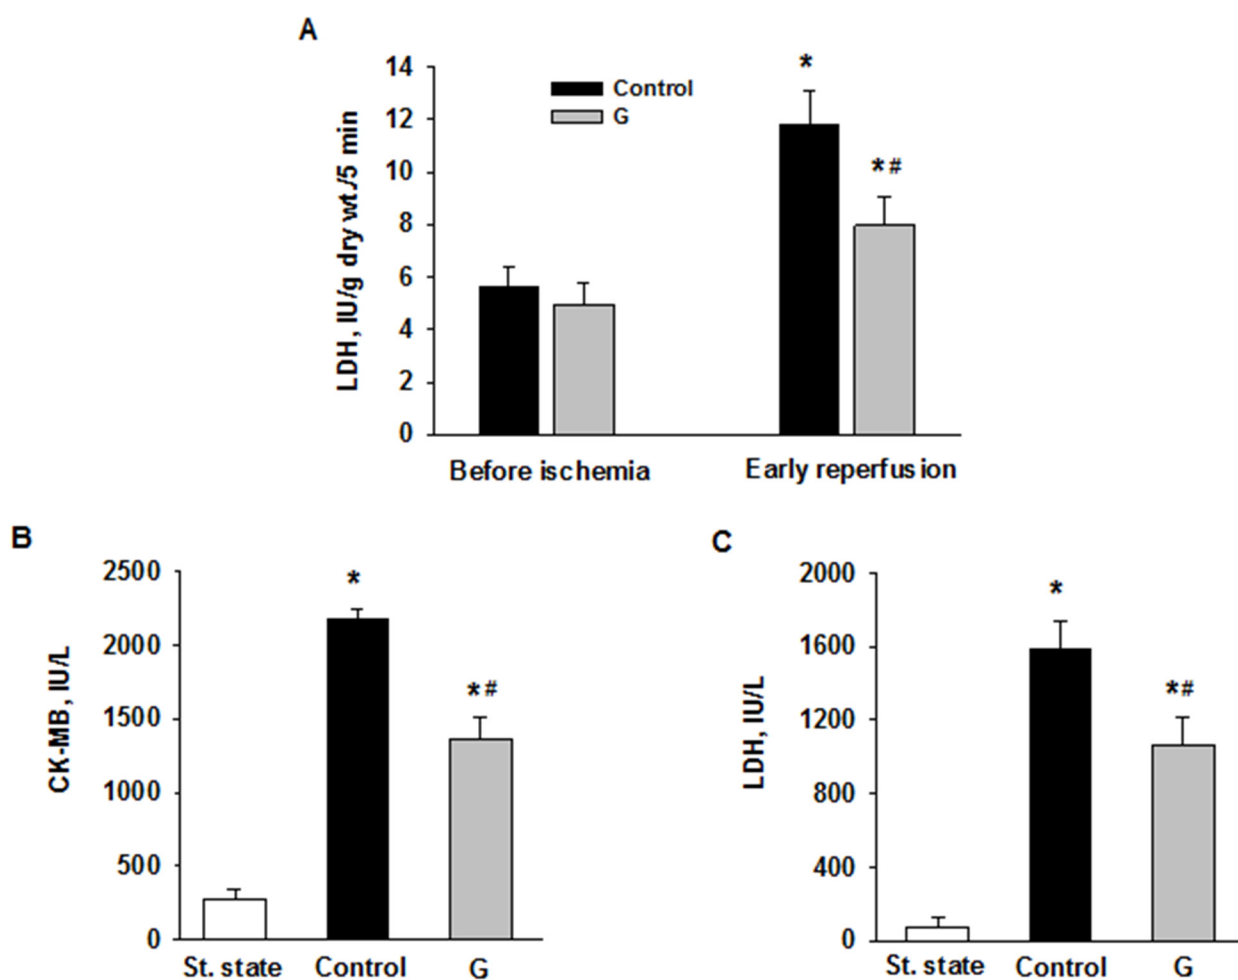 A
LDH, IU/g dry wt./5 min
14
12
10
8
6
4
2
0
Control
G
*
*#
Before ischemia
Early reperfusion
B
CK-MB, IU/L
2500
2000
1500
1000
500
0
*
*#
St. state
Control
G
C
LDH, IU/L
2000
1600
1200
800
400
0
*
*#
St. state
Control
G